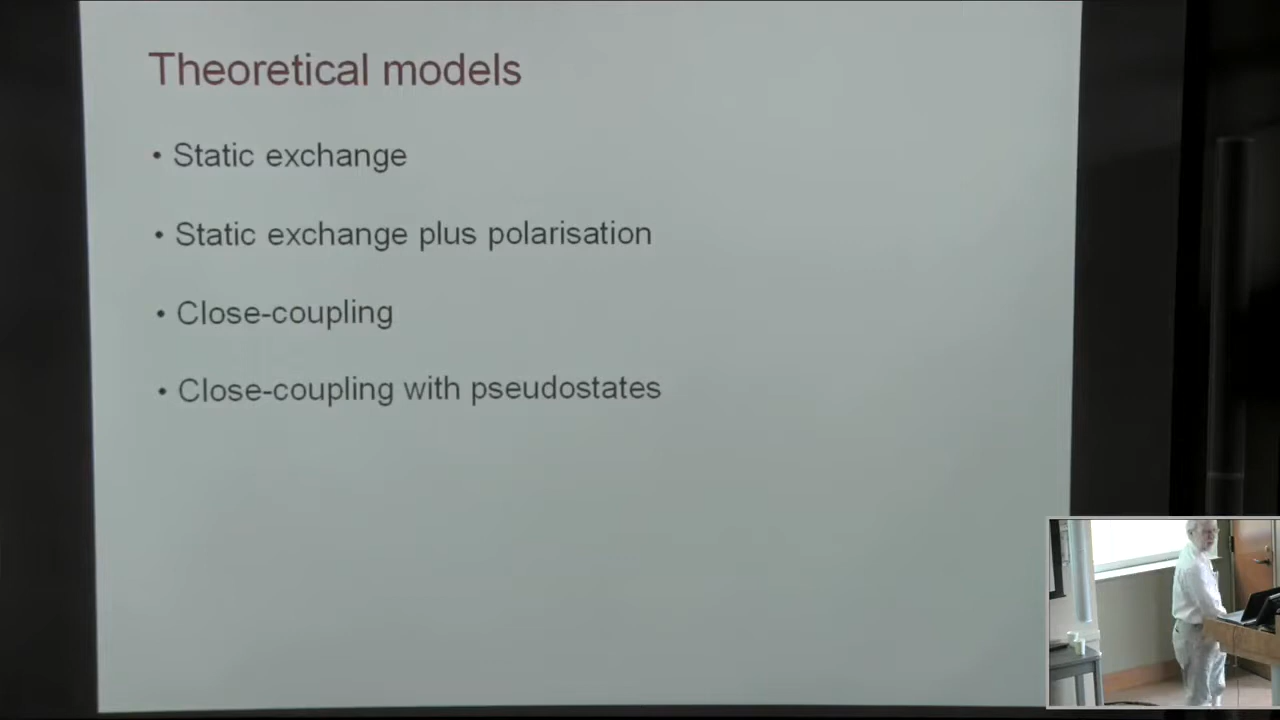 Theoretical models
• Static exchange
• Static exchange plus polarisation
• Close-coupling
• Close-coupling with pseudostates